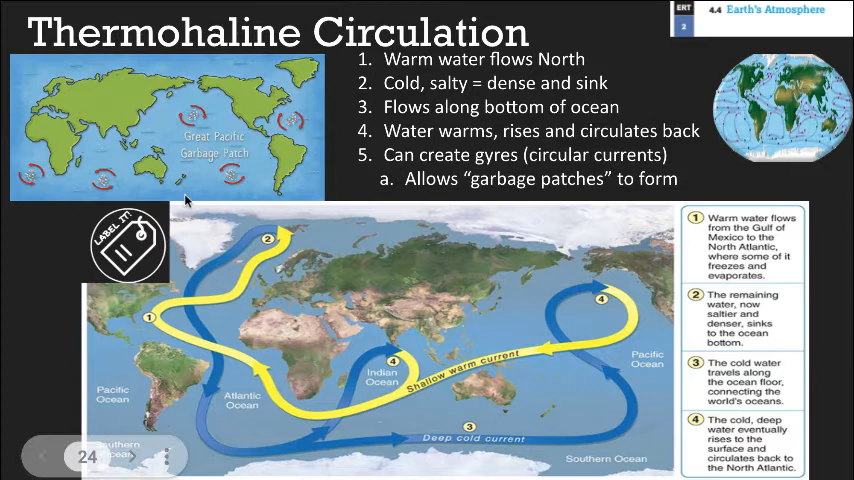 Thermohaline Circulation
ERT
2
4.4 Earth's Atmosphere
1. Warm water flows North
2. Cold, salty = dense and sink
3. Flows along bottom of ocean
4. Water warms, rises and circulates back
5. Can create gyres (circular currents)
a. Allows "garbage patches" to form
Great Pacific
Garbage Patch
LABEL IT!
2
1
4
4
3
Pacific
Ocean
Atlantic
Ocean
Indian
Ocean
Shallow warm current
Pacific
Ocean
Deep cold current
Southern Ocean
Southern
Ocean
24
1 Warm water flows
from the Gulf of
Mexico to the
North Atlantic,
where some of it
freezes and
evaporates.
2 The remaining
water, now
saltier and
denser, sinks
to the ocean
bottom.
3 The cold water
travels along
the ocean floor,
connecting the
world's oceans.
4 The cold, deep
water eventually
rises to the
surface and
circulates back to
the North Atlantic.